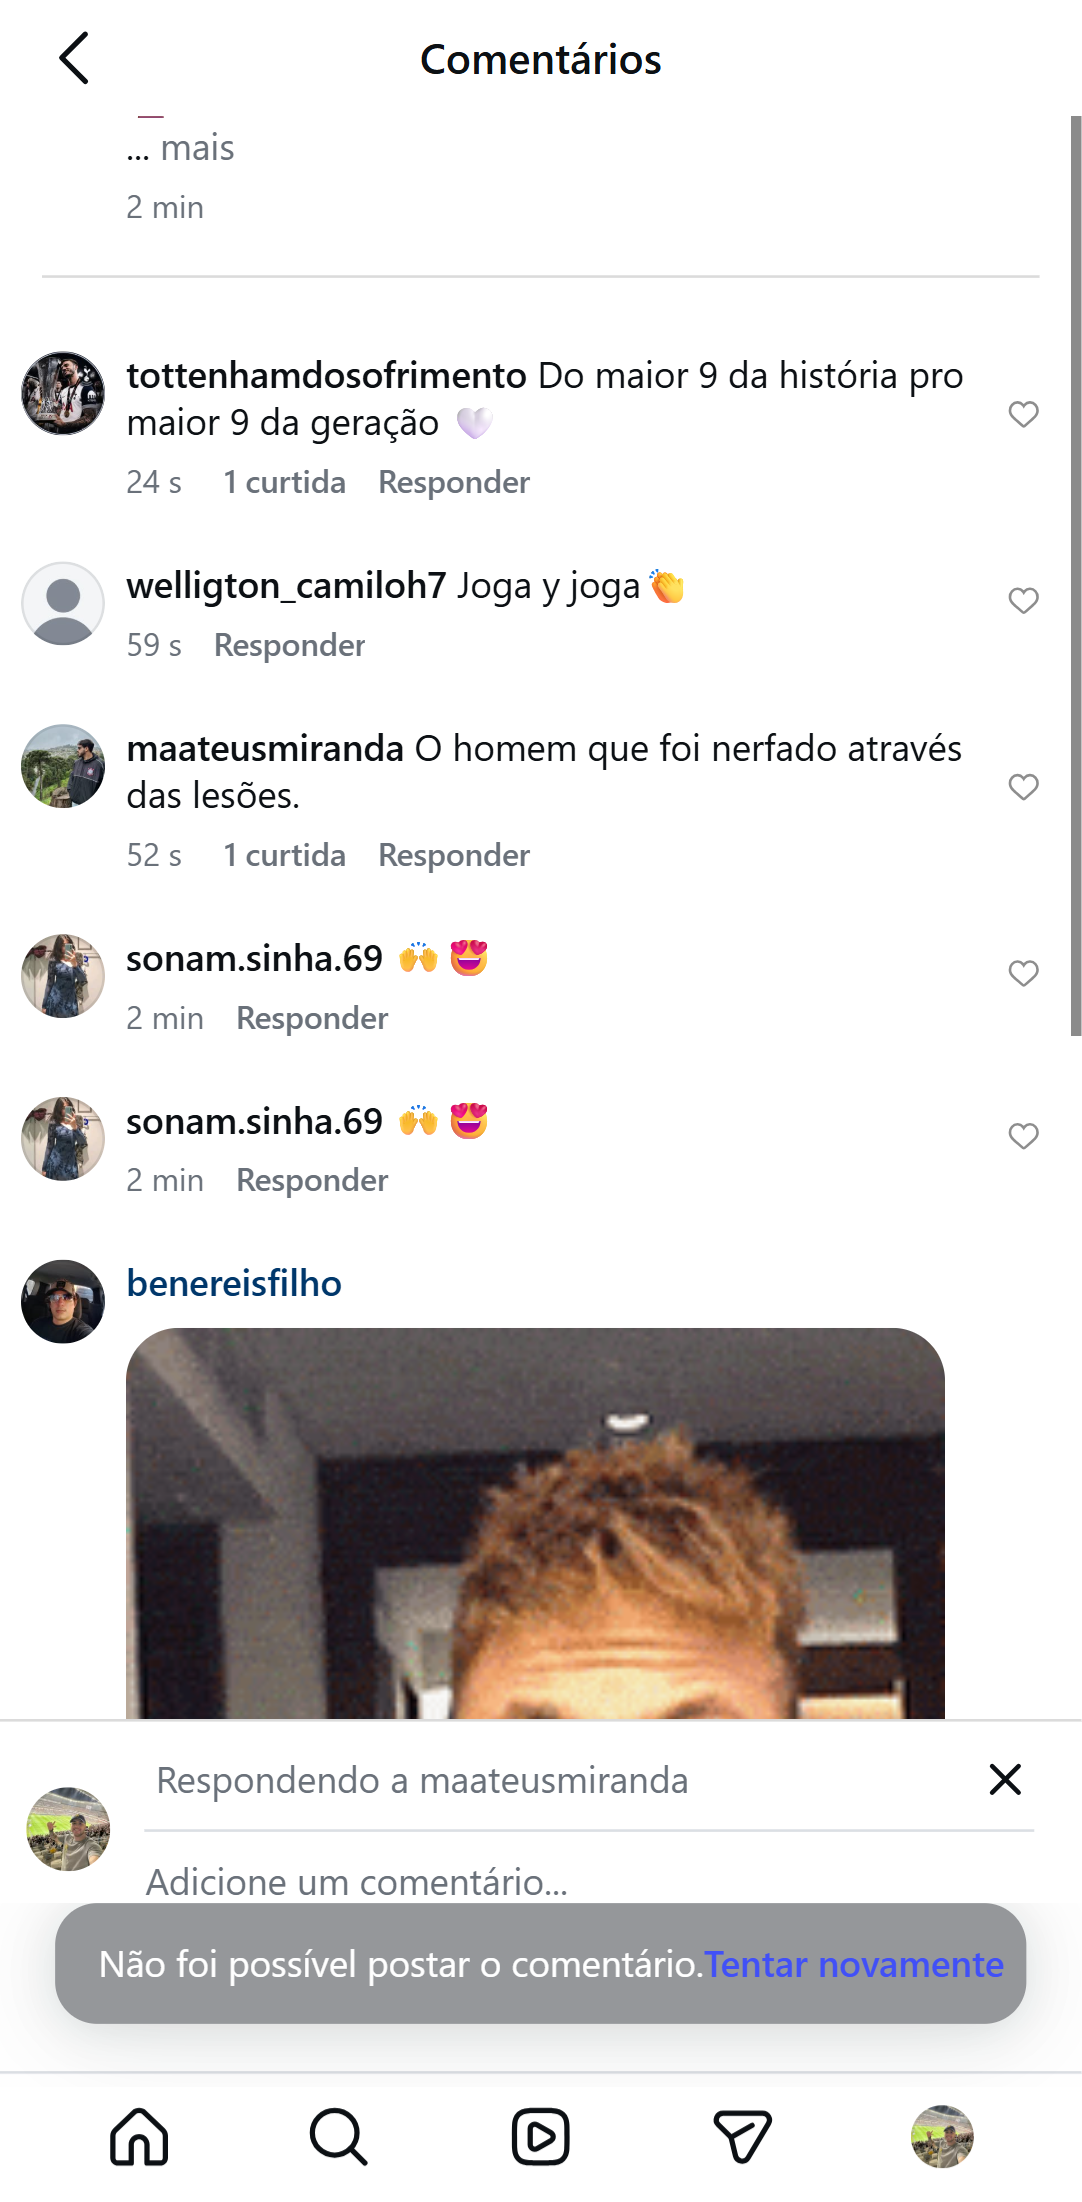 Comentários
... mais
2 min
tottenhamdosofrimento Do maior 9 da história pro
maior 9 da geração 🤍
24 s 1 curtida Responder
welligton_camiloh7 Joga y joga👏
59 s Responder
maateusmiranda O homem que foi nerfado através
das lesões.
52 s 1 curtida Responder
sonam.sinha.69 🙌😍
2 min Responder
sonam.sinha.69 🙌😍
2 min Responder
benereisfilho
Respondendo a maateusmiranda
Adicione um comentário...
Não foi possível postar o comentário.Tentar novamente